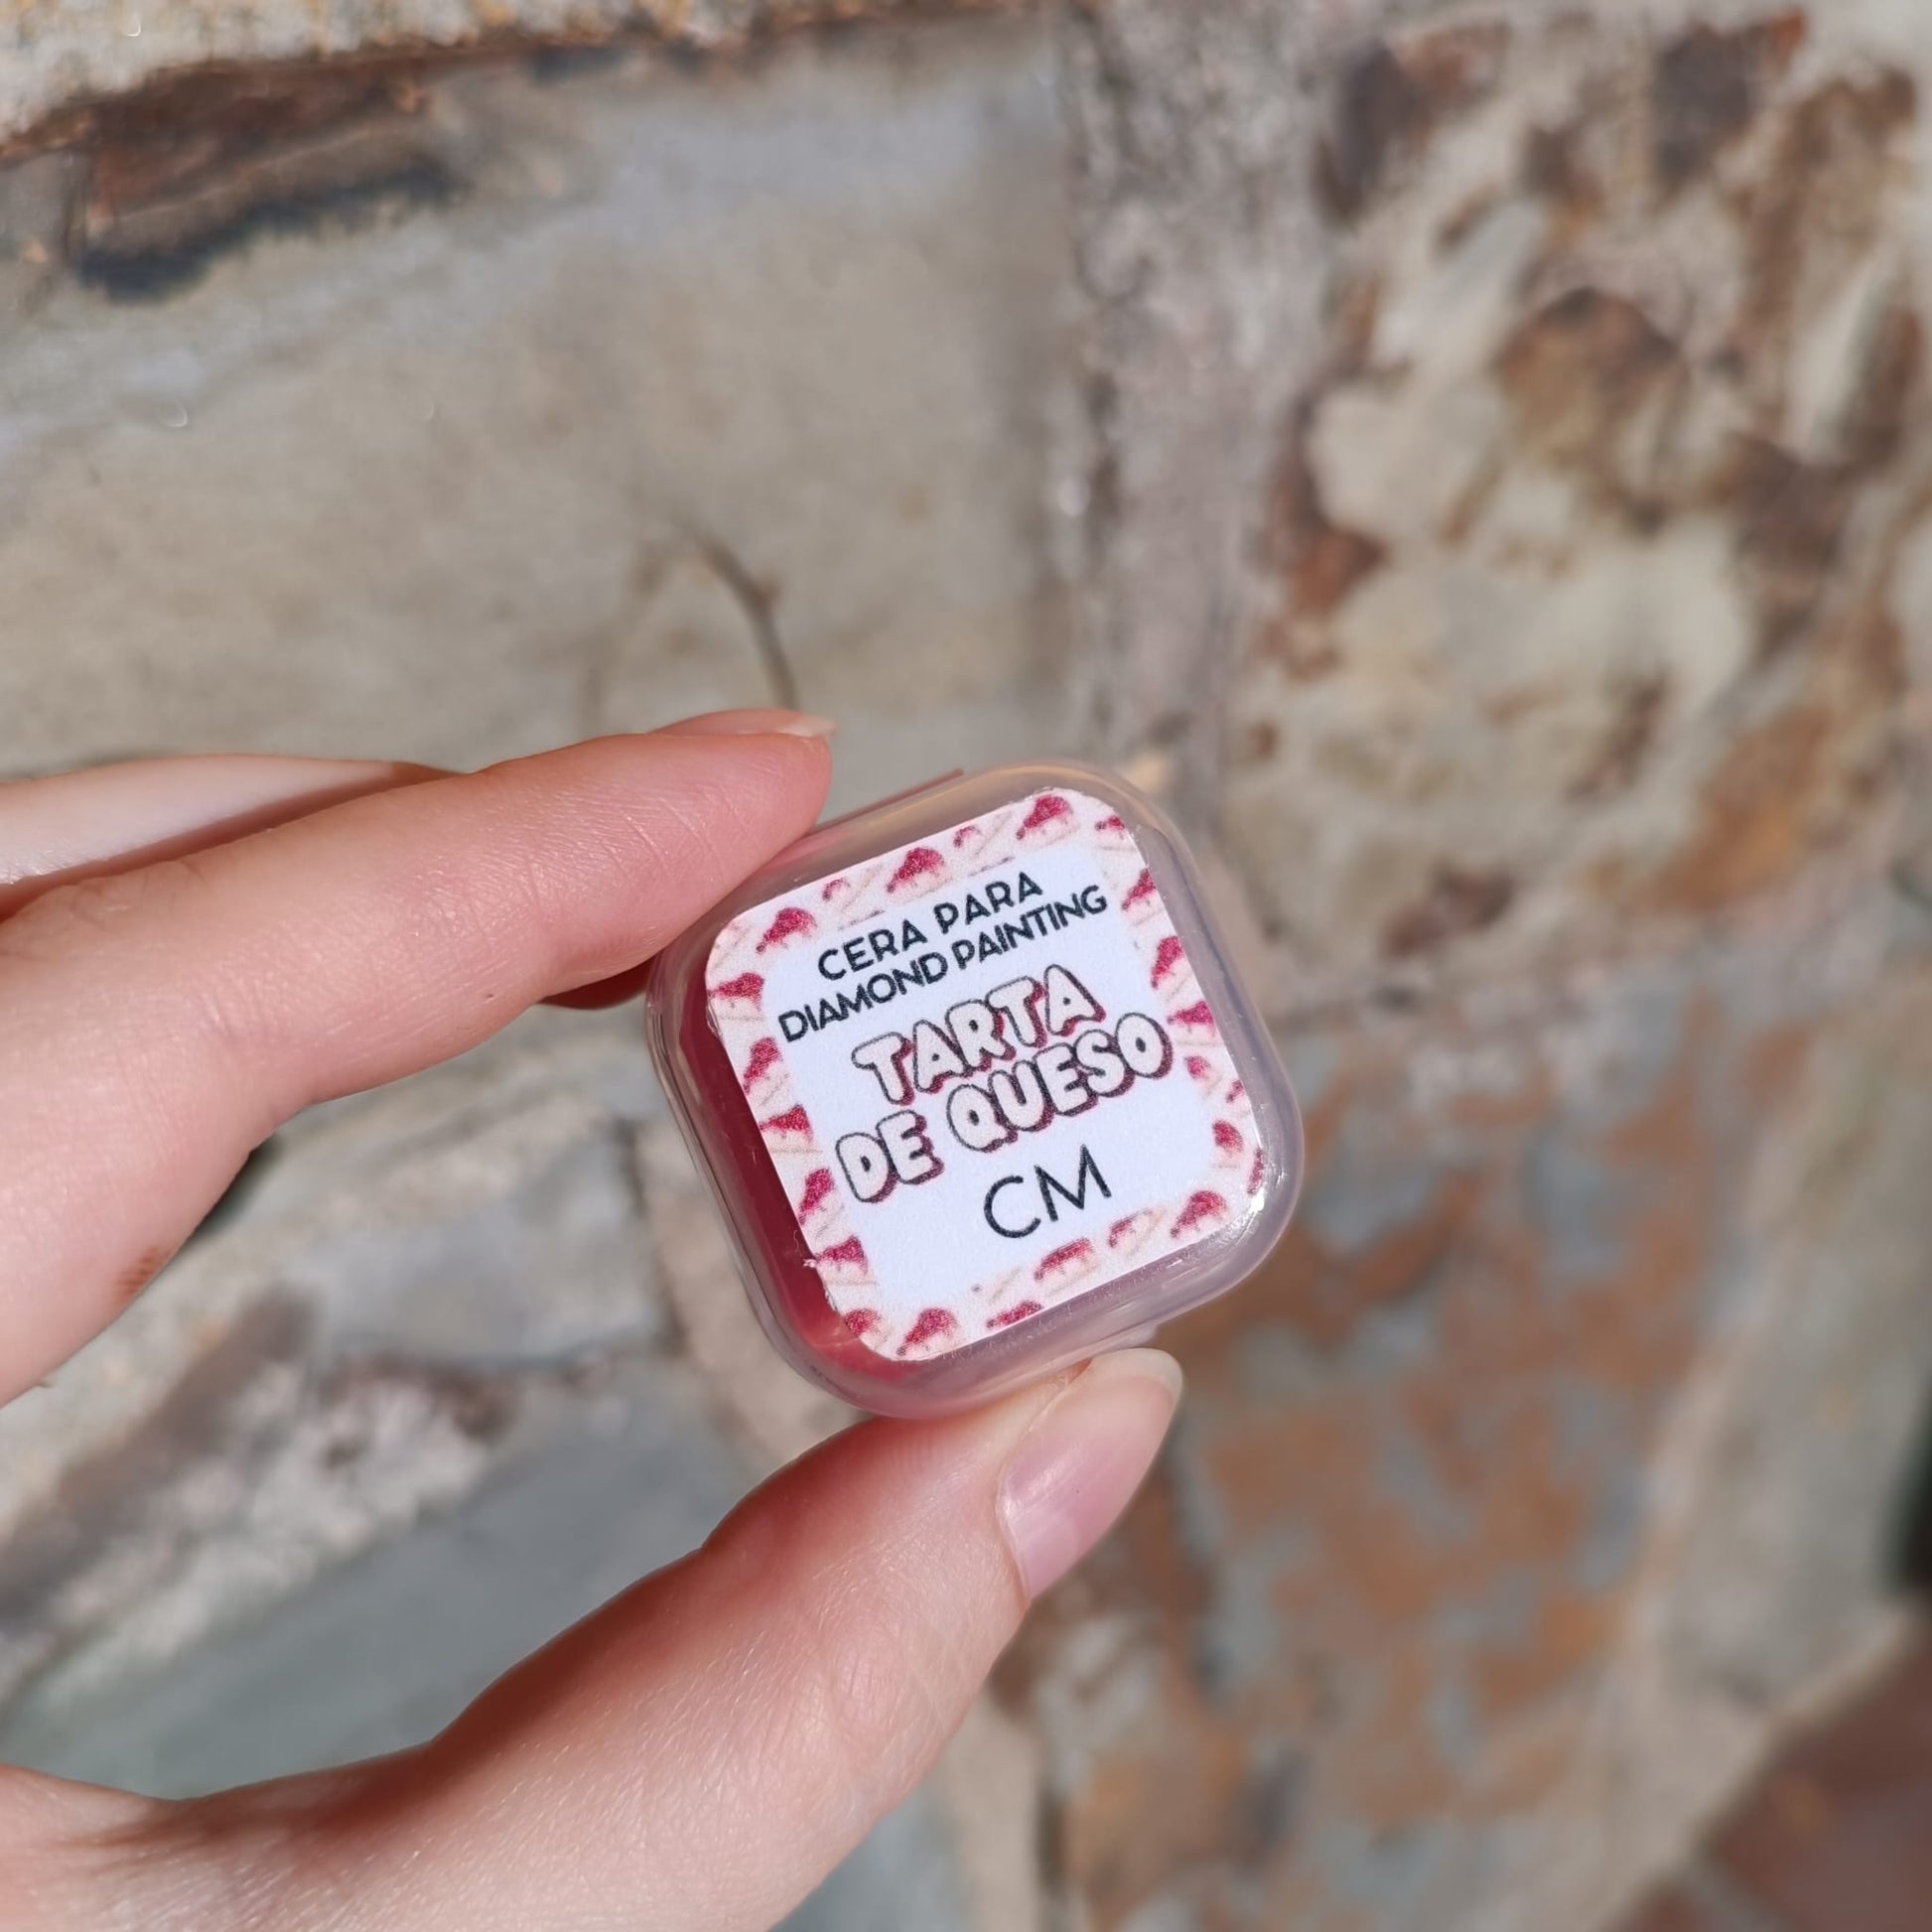 CERA PARA
DIAMOND PAINTING
TARTA
DE QUESO
CM